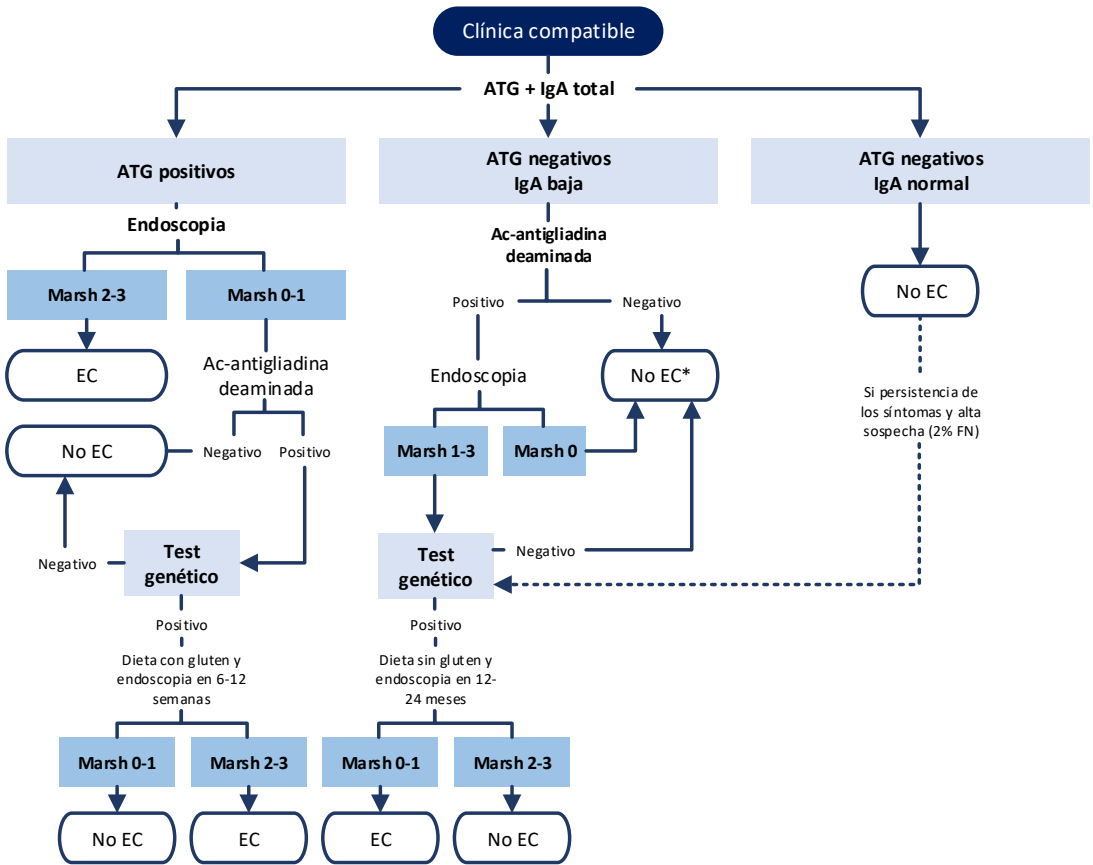 Clínica compatible
ATG + IgA total
ATG positivos
ATG negativos
IgA baja
ATG negativos
IgA normal
Endoscopia
Marsh 2-3
Marsh 0-1
EC
Ac-antigliadina
deaminada
Negativo
Positivo
No EC
Test
genético
Negativo
Positivo
Dieta con gluten y
endoscopia en 6-12
semanas
Marsh 0-1
Marsh 2-3
No EC
EC
Ac-antigliadina
deaminada
Positivo
Negativo
Endoscopia
No EC*
Marsh 1-3
Marsh 0
Test
genético
Negativo
Positivo
Dieta sin gluten y
endoscopia en 12-
24 meses
Marsh 0-1
Marsh 2-3
EC
No EC
No EC
Si persistencia de
los síntomas y alta
sospecha (2% FN)